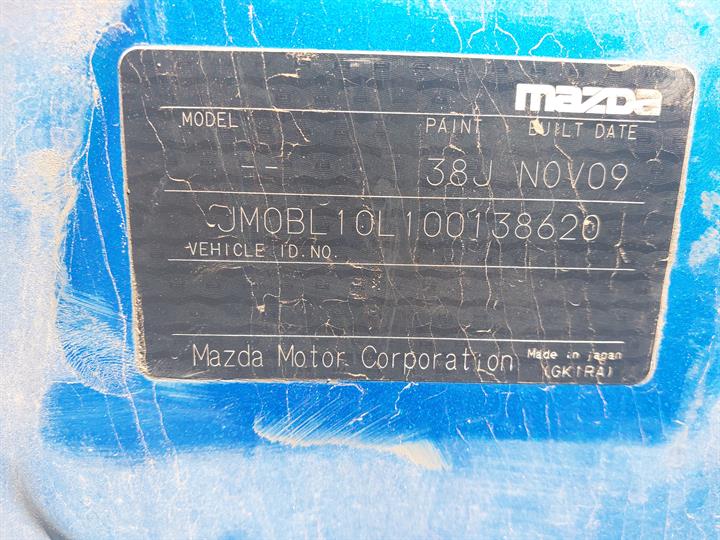 mazda
MODEL PAINT BUILT DATE
-- 38J NOV09
JM0BL10L100138620
VEHICLE ID.NO.
Mazda Motor Corporation Made in Japan
(GK1RA)